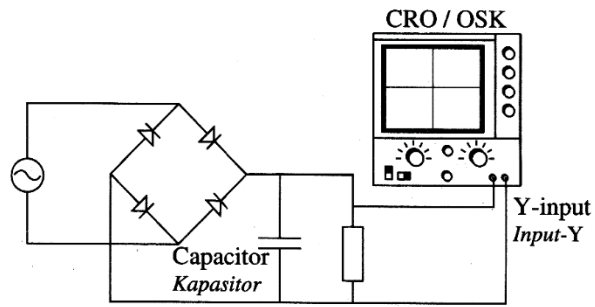 CRO / OSK
Y-input
Input-Y
Capacitor
Kapasitor